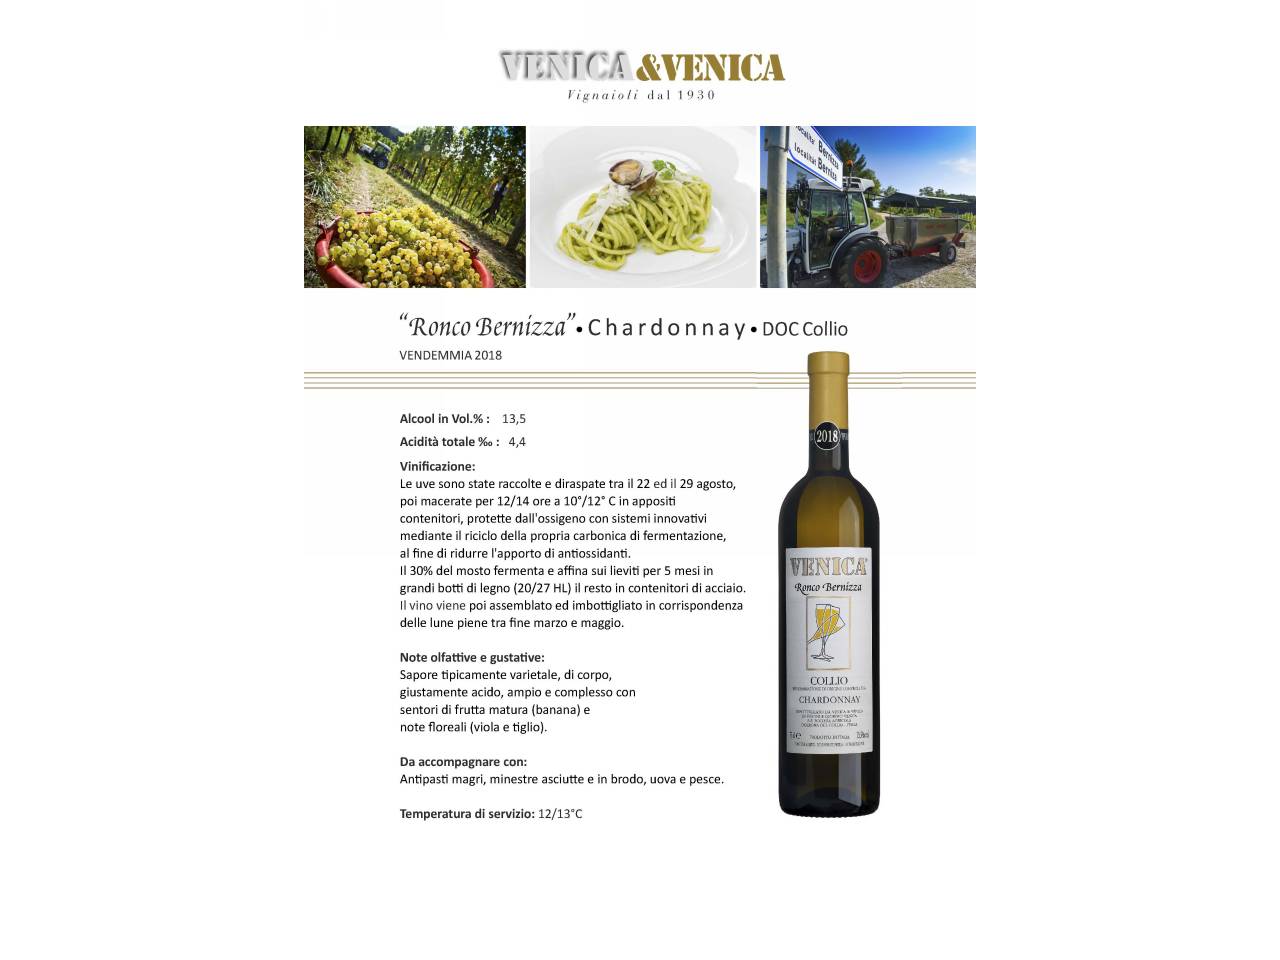 VENICA &VENICA
Vignaioli dal 1930
località Bernizza
località Bernizza
“Ronco Bernizza” • Chardonnay • DOC Collio
VENDEMMIA 2018
Alcool in Vol.% : 13,5
Acidità totale ‰ : 4,4
Vinificazione:
Le uve sono state raccolte e diraspate tra il 22 ed il 29 agosto,
poi macerate per 12/14 ore a 10°/12° C in appositi
contenitori, protette dall'ossigeno con sistemi innovativi
mediante il riciclo della propria carbonica di fermentazione,
al fine di ridurre l'apporto di antiossidanti.
Il 30% del mosto fermenta e affina sui lieviti per 5 mesi in
grandi botti di legno (20/27 HL) il resto in contenitori di acciaio.
Il vino viene poi assemblato ed imbottigliato in corrispondenza
delle lune piene tra fine marzo e maggio.
Note olfattive e gustative:
Sapore tipicamente varietale, di corpo,
giustamente acido, ampio e complesso con
sentori di frutta matura (banana) e
note floreali (viola e tiglio).
Da accompagnare con:
Antipasti magri, minestre asciutte e in brodo, uova e pesce.
Temperatura di servizio: 12/13°C
2018
VENICA
Ronco Bernizza
COLLIO
CHARDONNAY